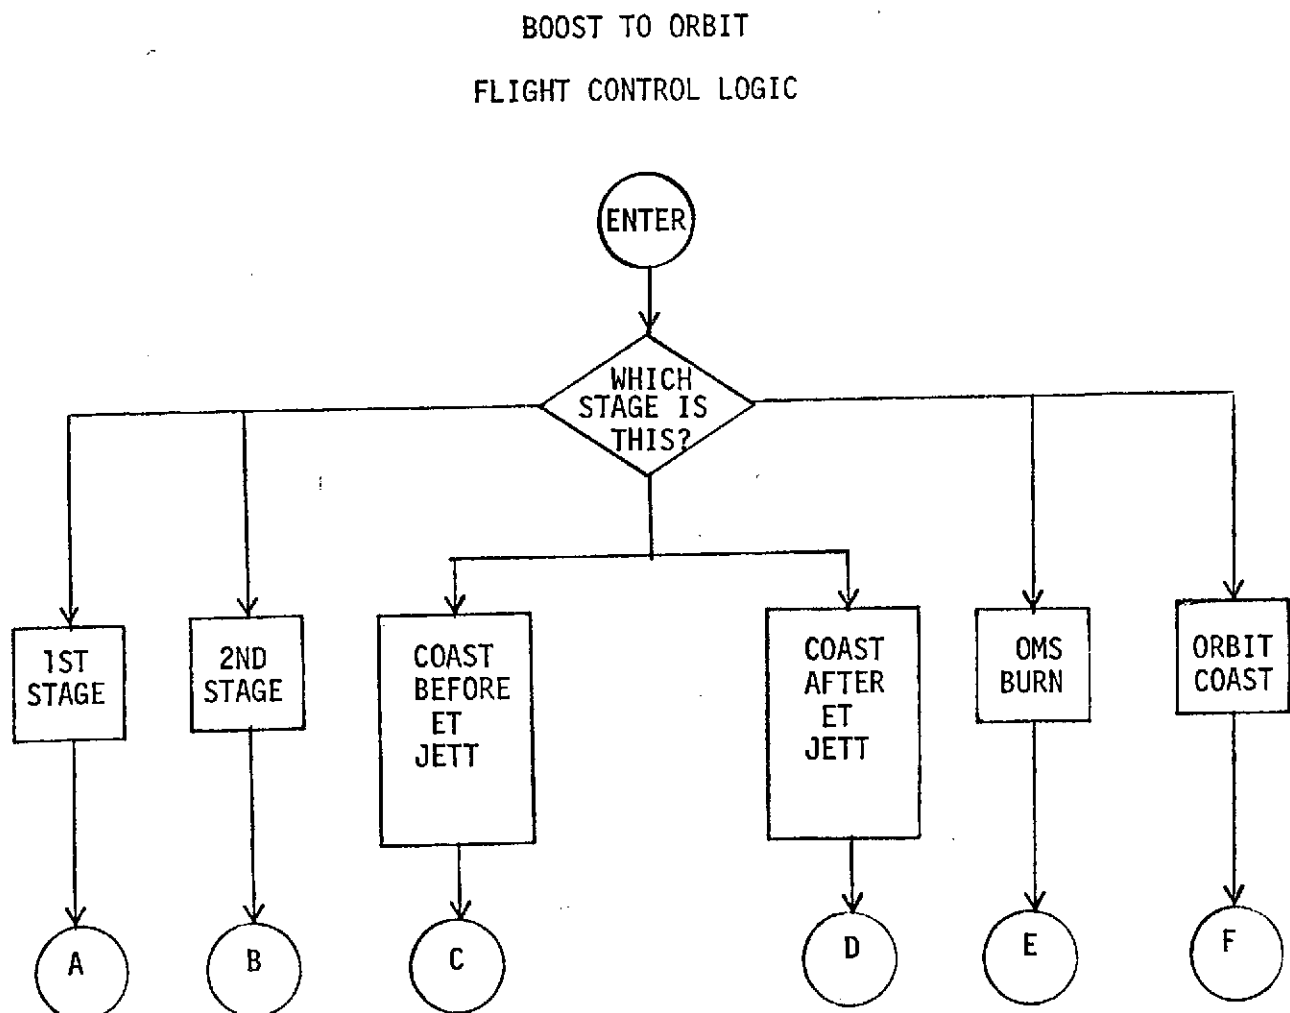 BOOST TO ORBIT
FLIGHT CONTROL LOGIC
ENTER
WHICH
STAGE IS
THIS?
1ST
STAGE
2ND
STAGE
COAST
BEFORE
ET
JETT
COAST
AFTER
ET
JETT
OMS
BURN
ORBIT
COAST
A
B
C
D
E
F